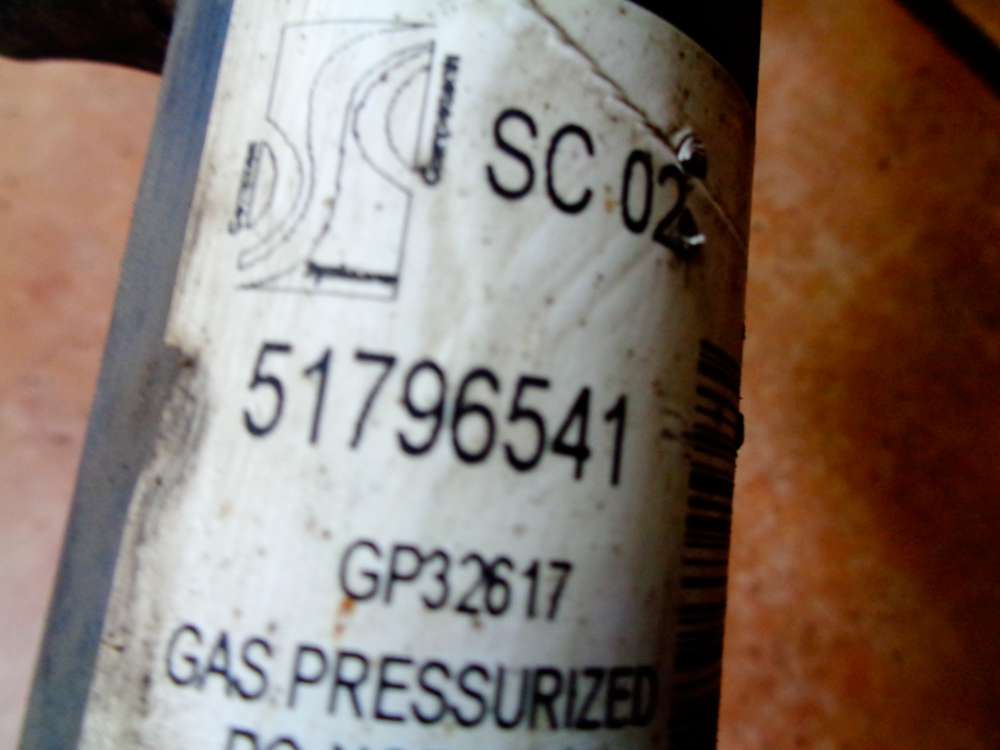 SC 02
51796541
GP32617
GAS PRESSURIZED